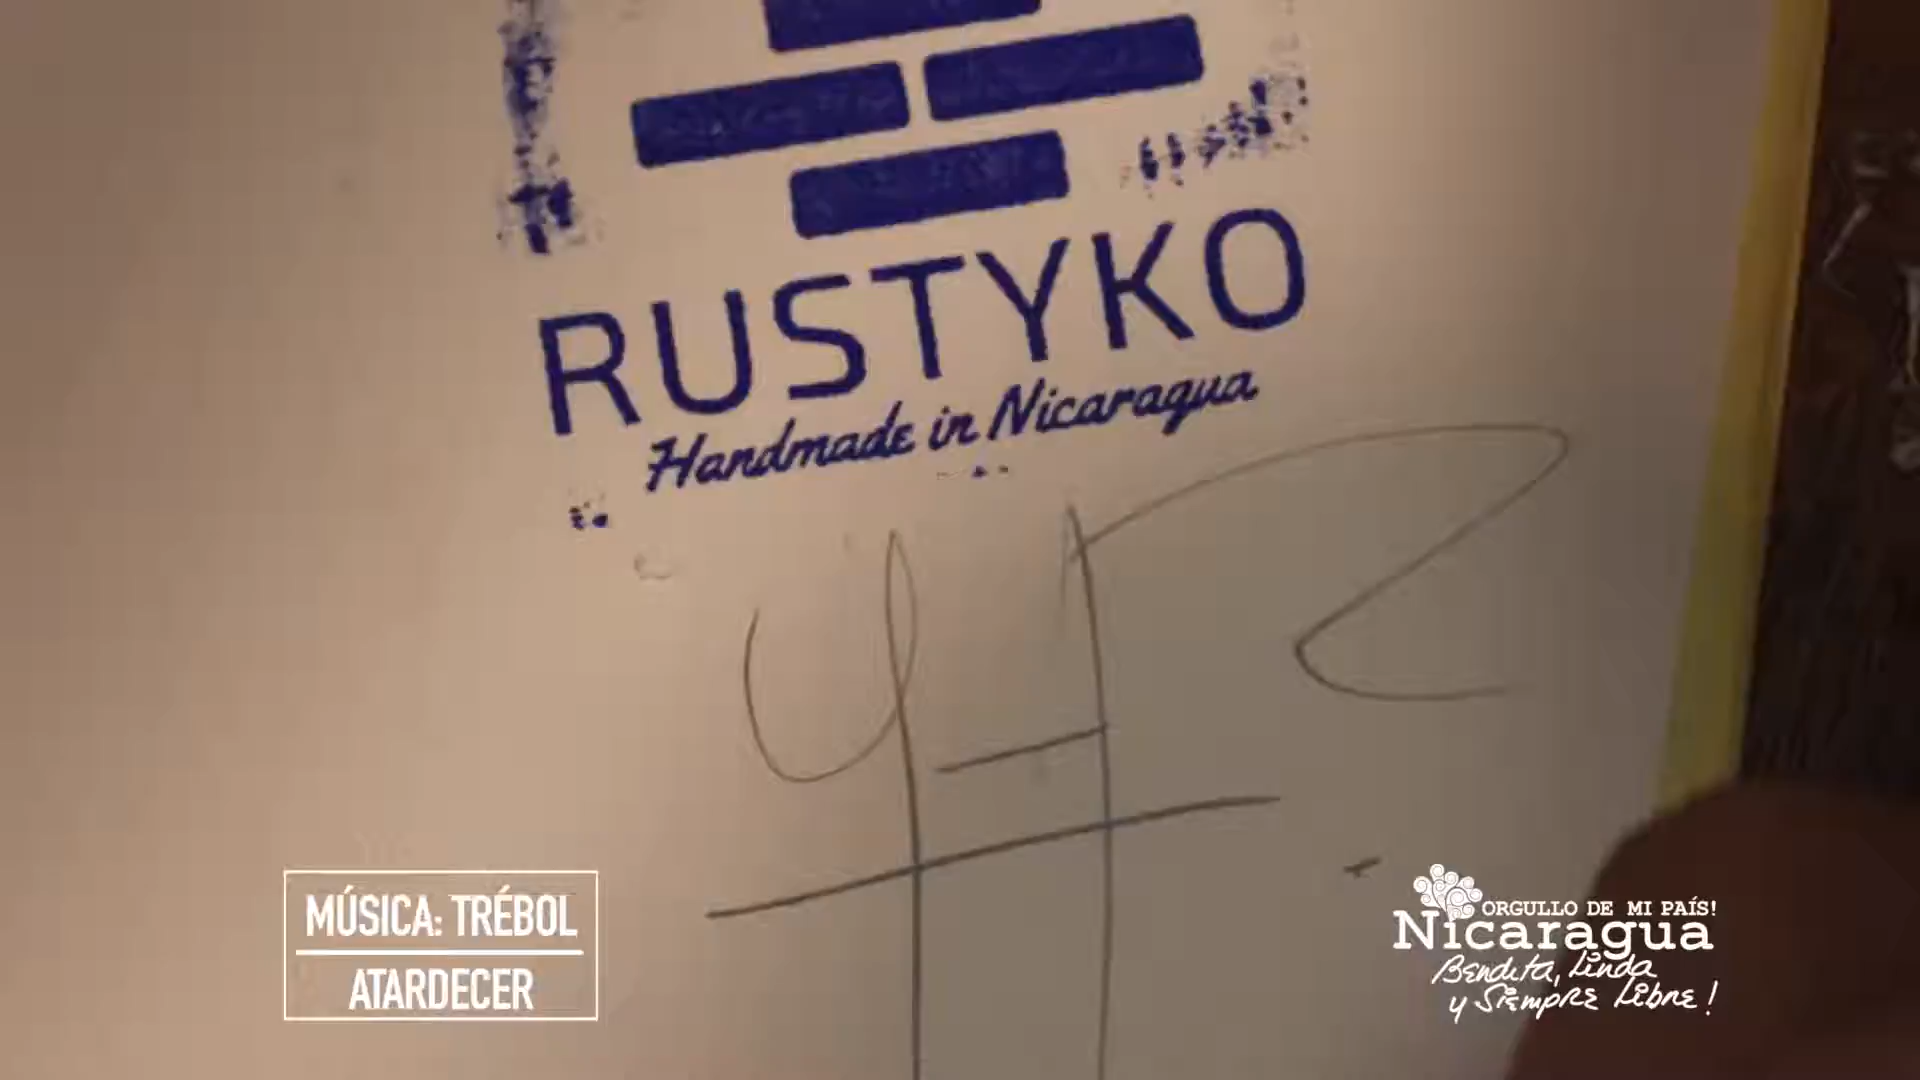 RUSTYKO
Handmade in Nicaragua
MÚSICA: TRÉBOL
ATARDECER
ORGULLO DE MI PAÍS!
Nicaragua
Bendita, Linda
y Siempre Libre!